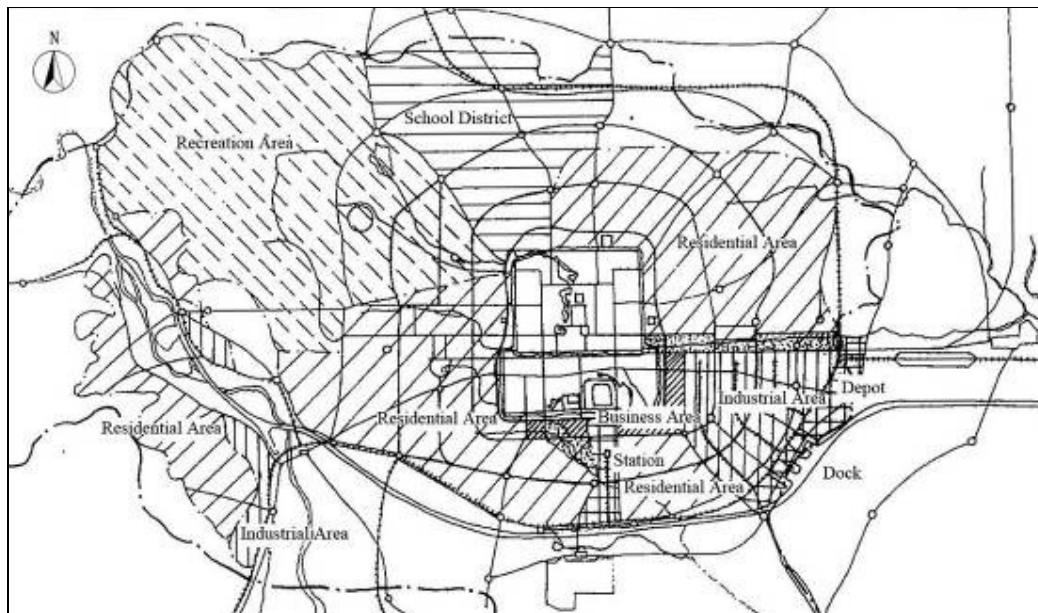 N
School District
Recreation Area
Residential Area
Depot
Industrial Area
Residential Area
Business Area
Residential Area
Station
Dock
Residential Area
Industrial Area